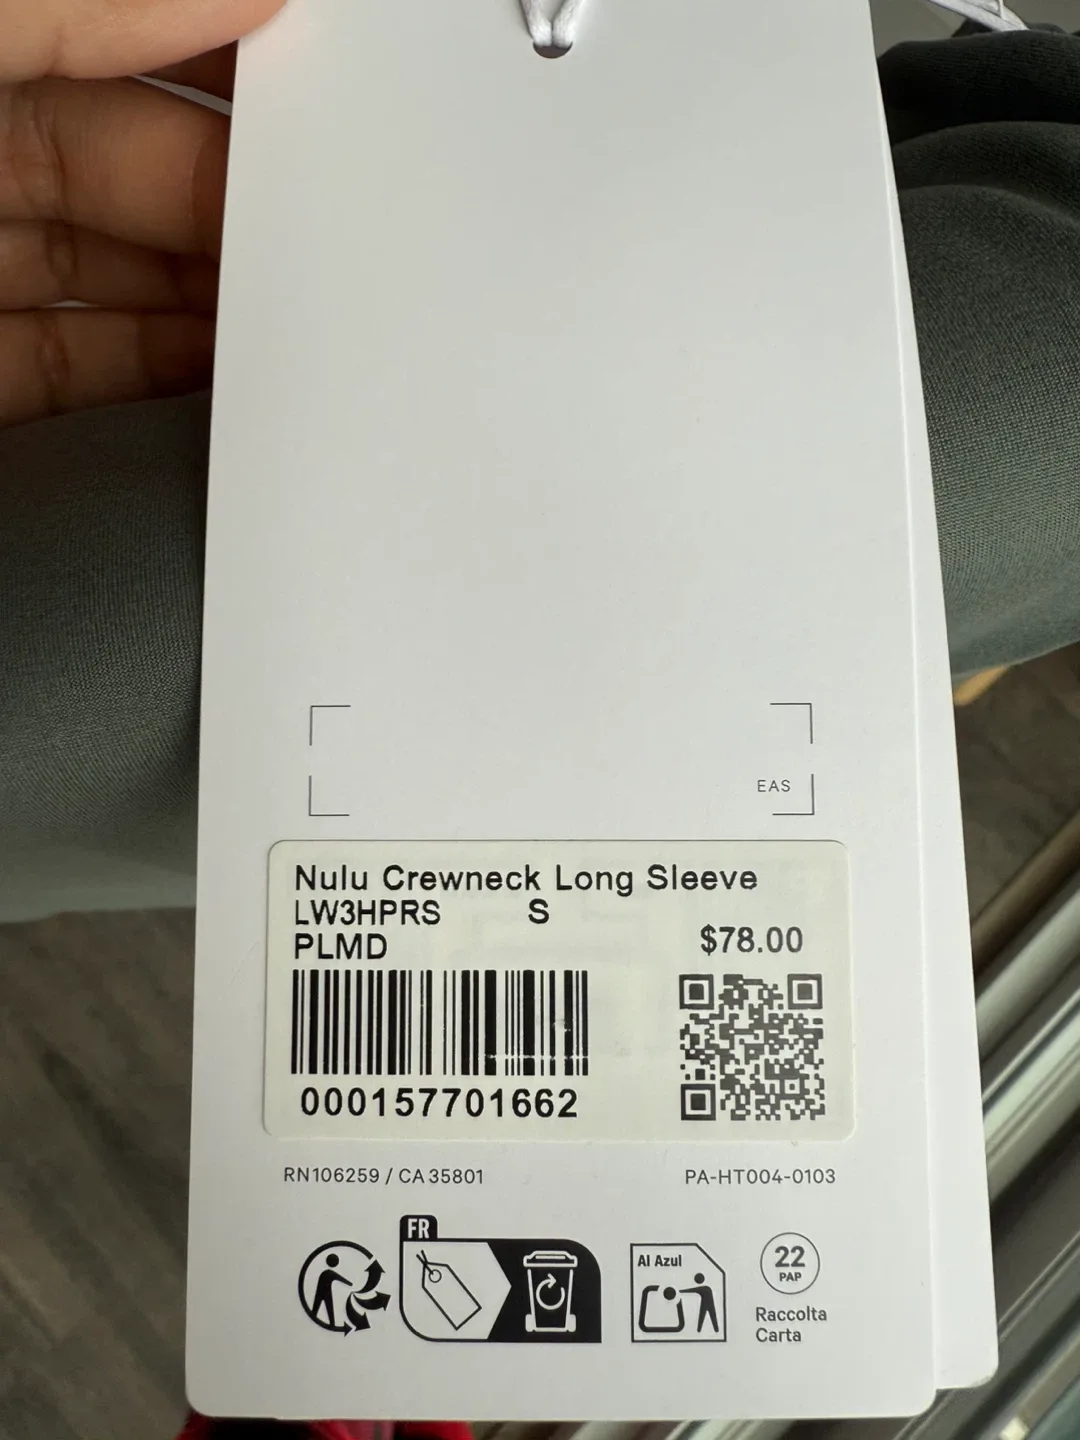 EAS
Nulu Crewneck Long Sleeve
LW3HPRS S
PLMD
$78.00
000157701662
RN106259 / CA 35801
PA-HT004-0103
FR
Al Azul
22
PAP
Raccolta
Carta